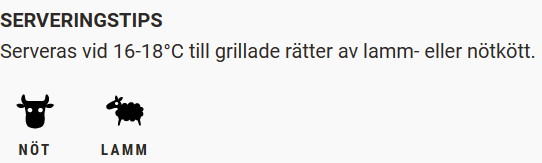 SERVERINGSTIPS
Serveras vid 16-18°C till grillade rätter av lamm- eller nötkött.
NÖT LAMM